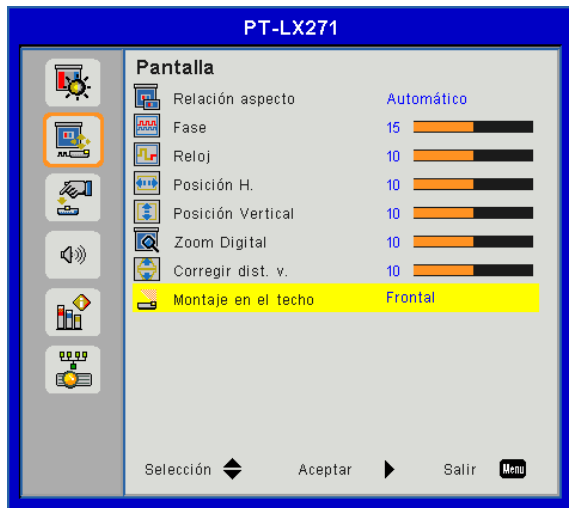 PT-LX271
Pantalla
Relación aspecto Automático
Fase 15
Reloj 10
Posición H. 10
Posición Vertical 10
Zoom Digital 10
Corregir dist. v. 10
Montaje en el techo Frontal
Selección Aceptar Salir Menu